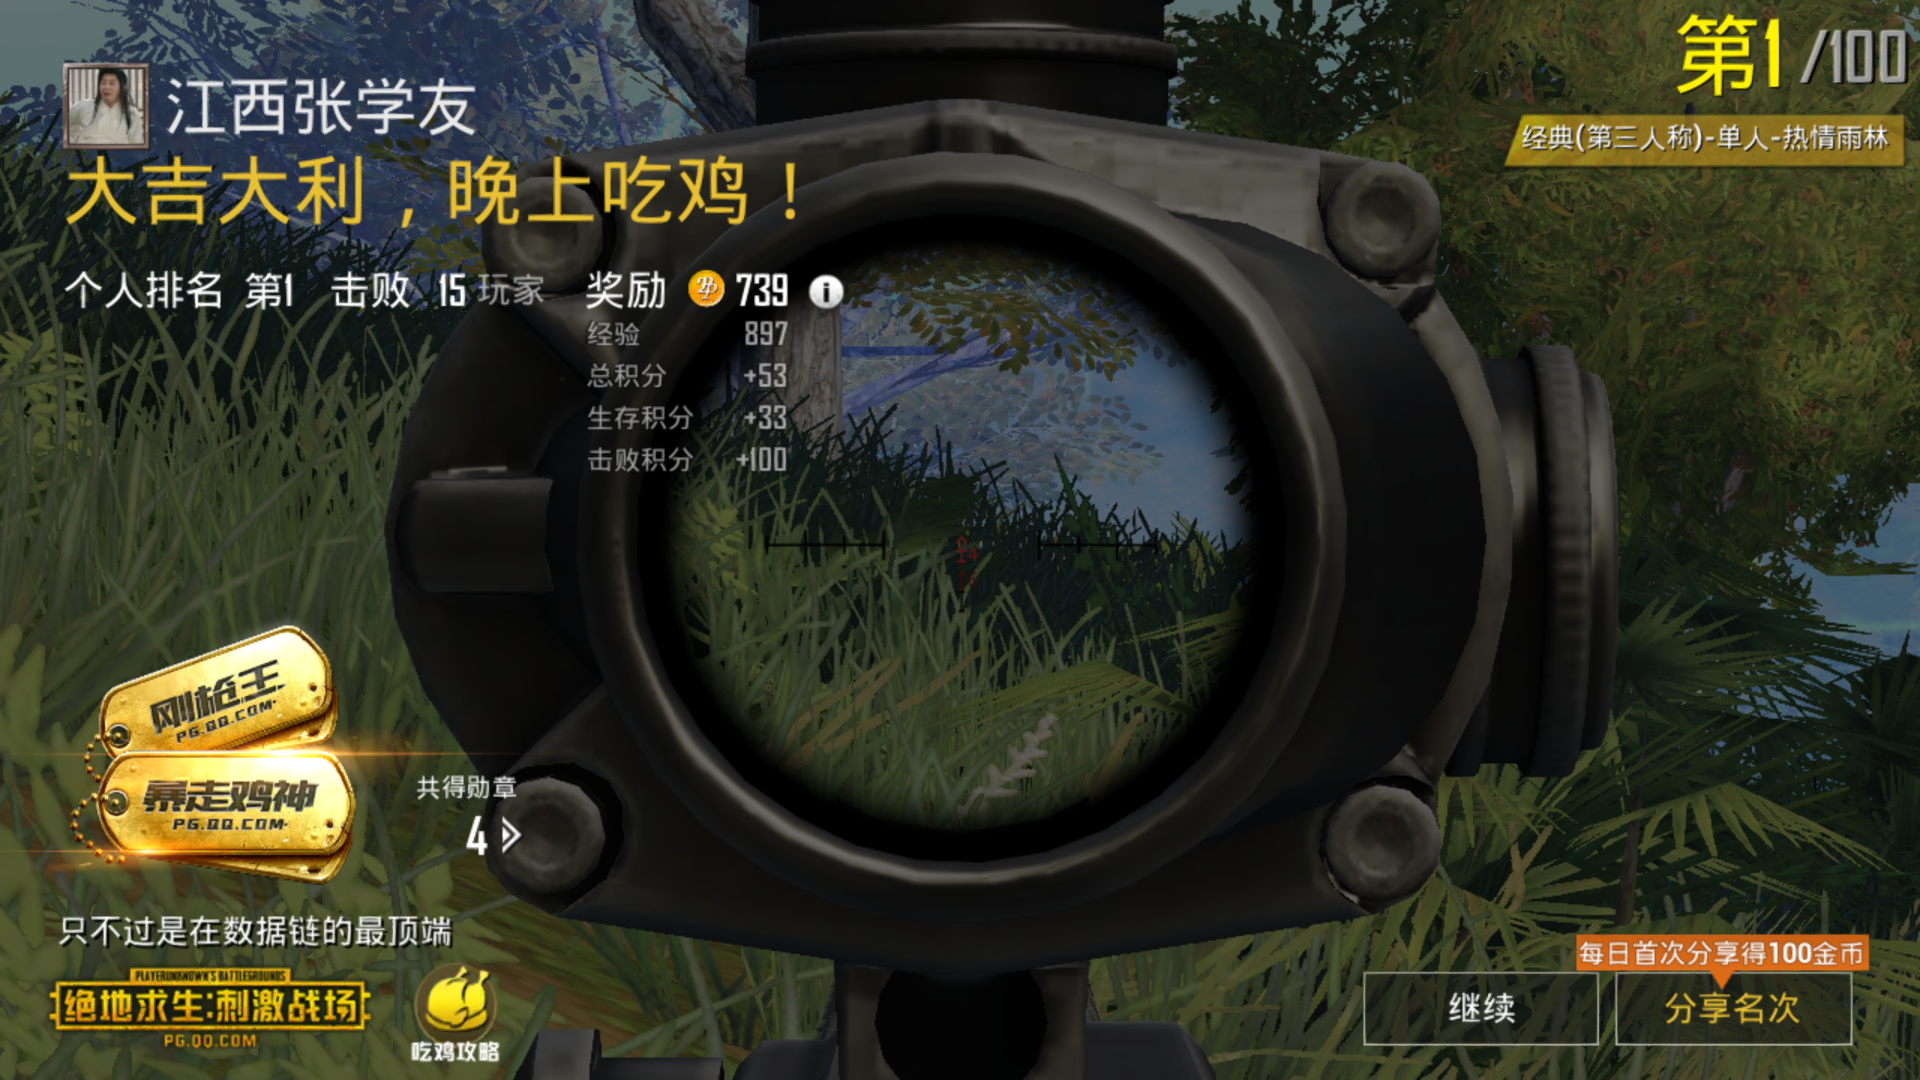 江西张学友
大吉大利，晚上吃鸡！
第1/100
经典(第三人称)-单人-热情雨林
个人排名 第1 击败 15 玩家
奖励 739
经验 897
总积分 +53
生存积分 +33
击败积分 +100
刚枪王
PG.QQ.COM
暴走鸡神
PG.QQ.COM
共得勋章
4
只不过是在数据链的最顶端
PLAYERUNKNOWN'S BATTLEGROUNDS
绝地求生:刺激战场
PG.QQ.COM
吃鸡攻略
每日首次分享得100金币
继续
分享名次